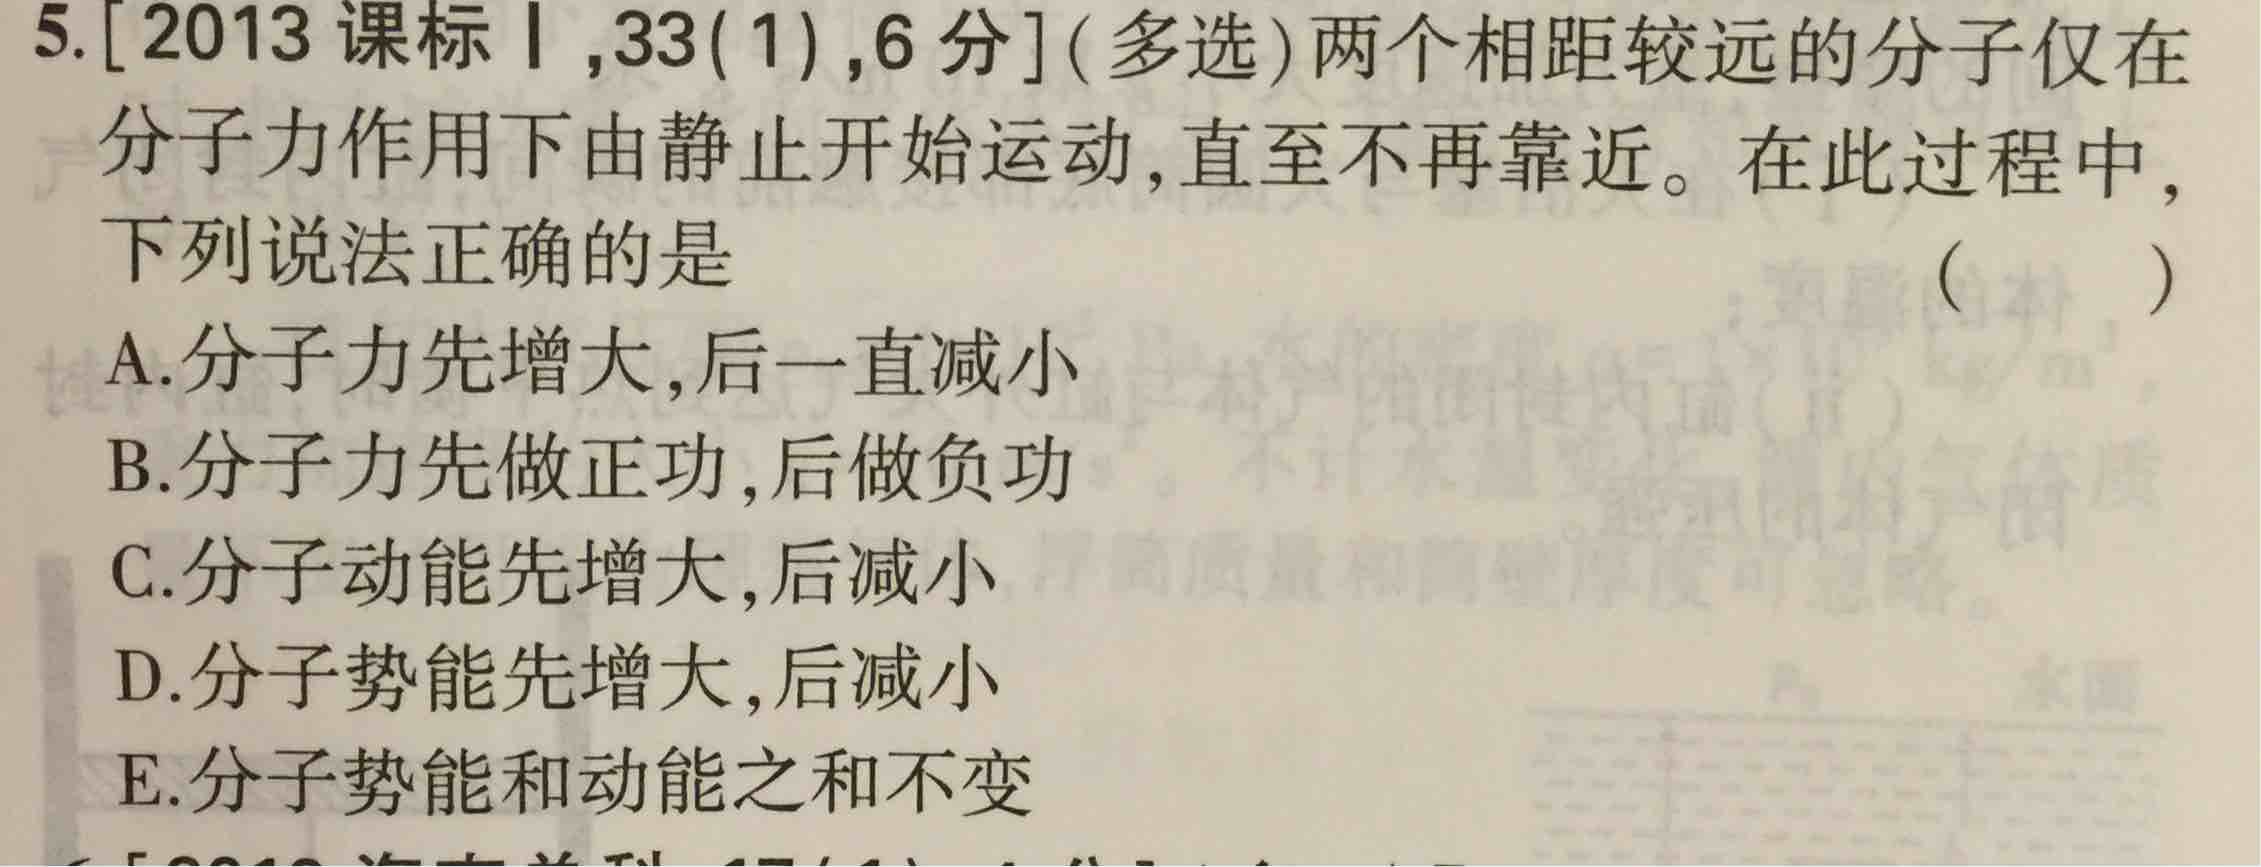 5.[2013 课标Ⅰ,33(1),6 分](多选)两个相距较远的分子仅在
分子力作用下由静止开始运动,直至不再靠近。在此过程中,
下列说法正确的是 (　　)
A.分子力先增大,后一直减小
B.分子力先做正功,后做负功
C.分子动能先增大,后减小
D.分子势能先增大,后减小
E.分子势能和动能之和不变